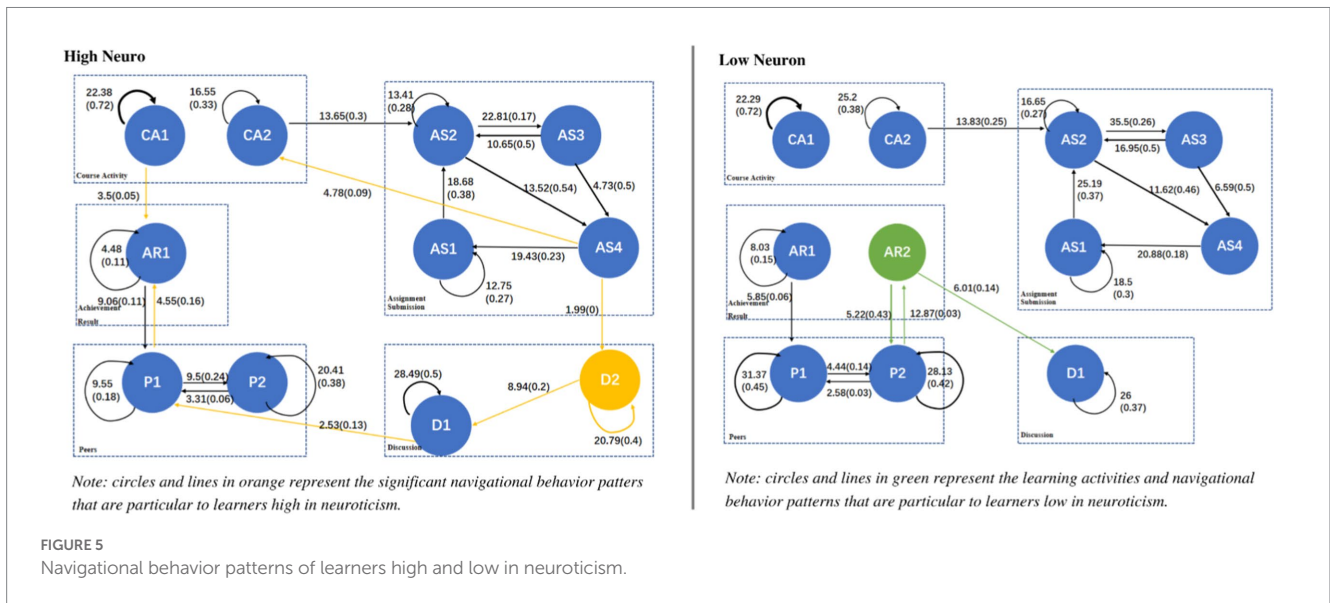 High Neuro
22.38
(0.72)
CA1
16.55
(0.33)
CA2
Course Activity
13.65(0.3)
13.41
(0.28)
AS2
22.81(0.17)
10.65(0.5)
AS3
18.68
(0.38)
13.52(0.54)
4.73(0.5)
AS1
19.43(0.23)
AS4
12.75
(0.27)
Assignment
Submission
4.78(0.09)
3.5(0.05)
4.48
(0.11)
AR1
9.06(0.11)
4.55(0.16)
Achievement
Result
1.99(0)
9.55
(0.18)
P1
9.5(0.24)
3.31(0.06)
P2
20.41
(0.38)
Peers
2.53(0.13)
28.49(0.5)
D1
8.94(0.2)
D2
20.79(0.4)
Discussion
Note: circles and lines in orange represent the significant navigational behavior patters
that are particular to learners high in neuroticism.
Low Neuron
22.29
(0.72)
CA1
25.2
(0.38)
CA2
Course Activity
13.83(0.25)
16.65
(0.27)
AS2
35.5(0.26)
16.95(0.5)
AS3
25.19
(0.37)
11.62(0.46)
6.59(0.5)
AS1
20.88(0.18)
AS4
18.5
(0.3)
Assignment
Submission
8.03
(0.15)
AR1
AR2
5.85(0.06)
Achievement
Result
5.22(0.43)
12.87(0.03)
6.01(0.14)
31.37
(0.45)
P1
4.44(0.14)
2.58(0.03)
P2
28.13
(0.42)
Peers
D1
26
(0.37)
Discussion
Note: circles and lines in green represent the learning activities and navigational
behavior patterns that are particular to learners low in neuroticism.
FIGURE 5
Navigational behavior patterns of learners high and low in neuroticism.